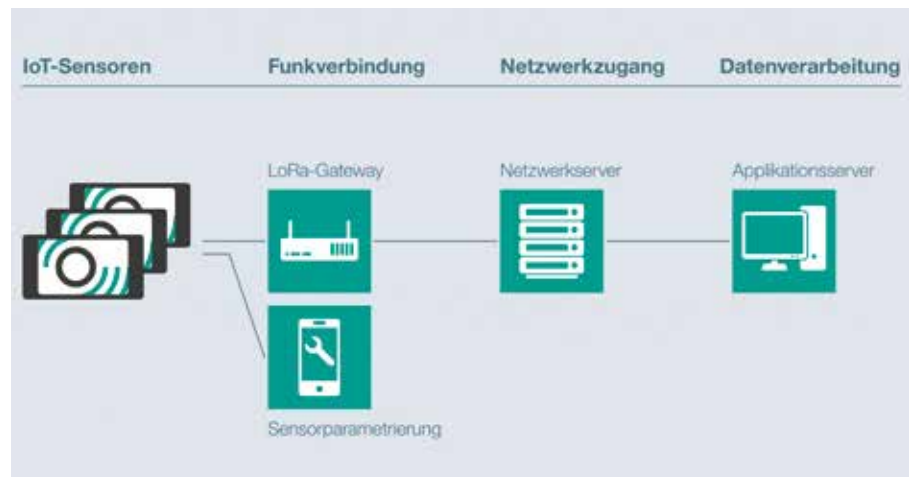 IoT-Sensoren
Funkverbindung
Netzwerkzugang
Datenverarbeitung
LoRa-Gateway
Netzwerkserver
Applikationsserver
Sensorparametrierung